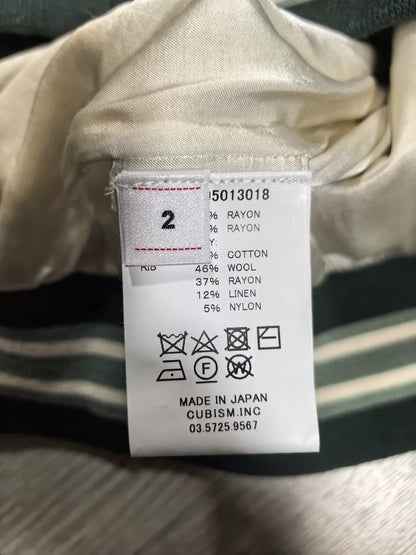 2
5013018
% RAYON
% RAYON
Y:
% COTTON
RIB 46% WOOL
37% RAYON
12% LINEN
5% NYLON
F
W
MADE IN JAPAN
CUBISM.INC
03.5725.9567